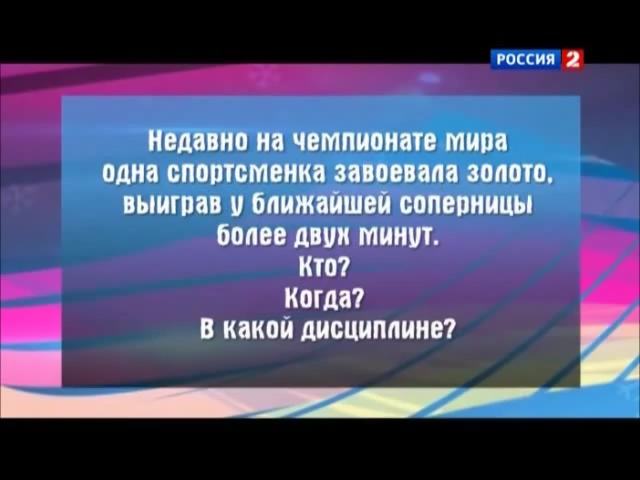 РОССИЯ 2
Недавно на чемпионате мира
одна спортсменка завоевала золото,
выиграв у ближайшей соперницы
более двух минут.
Кто?
Когда?
В какой дисциплине?